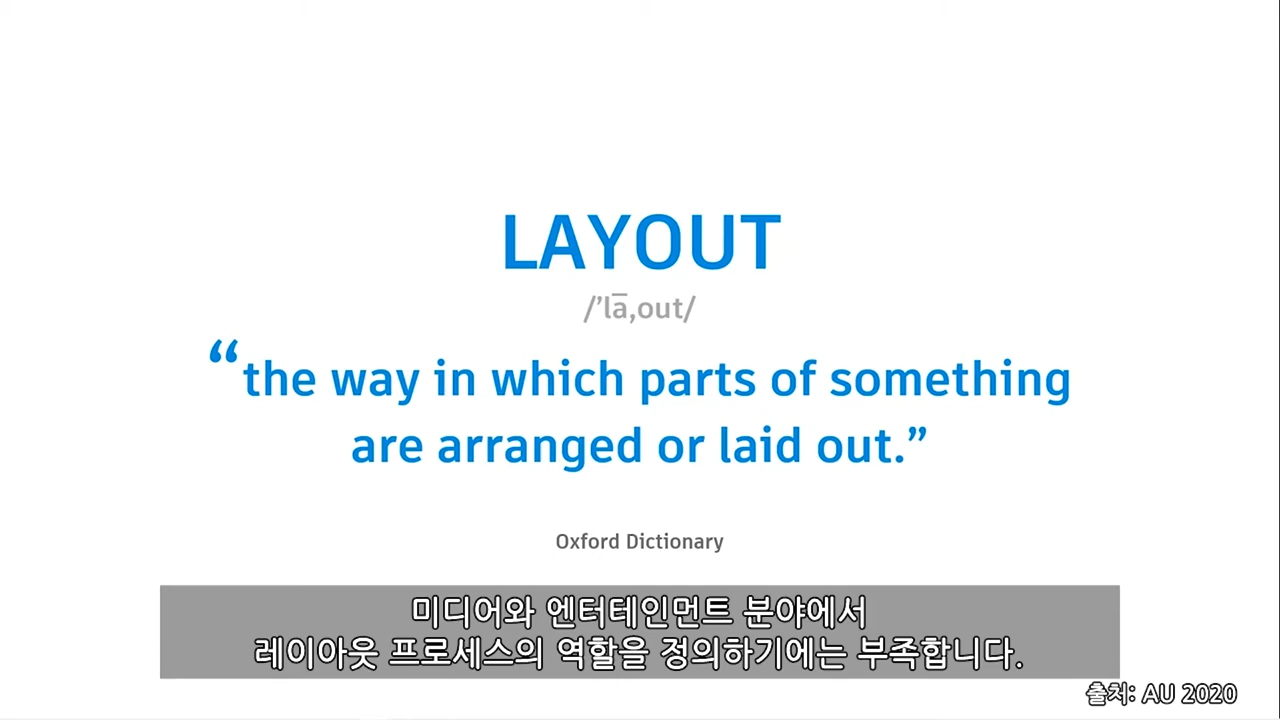 LAYOUT
/’lā,out/
“the way in which parts of something
are arranged or laid out.”
Oxford Dictionary
미디어와 엔터테인먼트 분야에서
레이아웃 프로세스의 역할을 정의하기에는 부족합니다.
출처: AU 2020